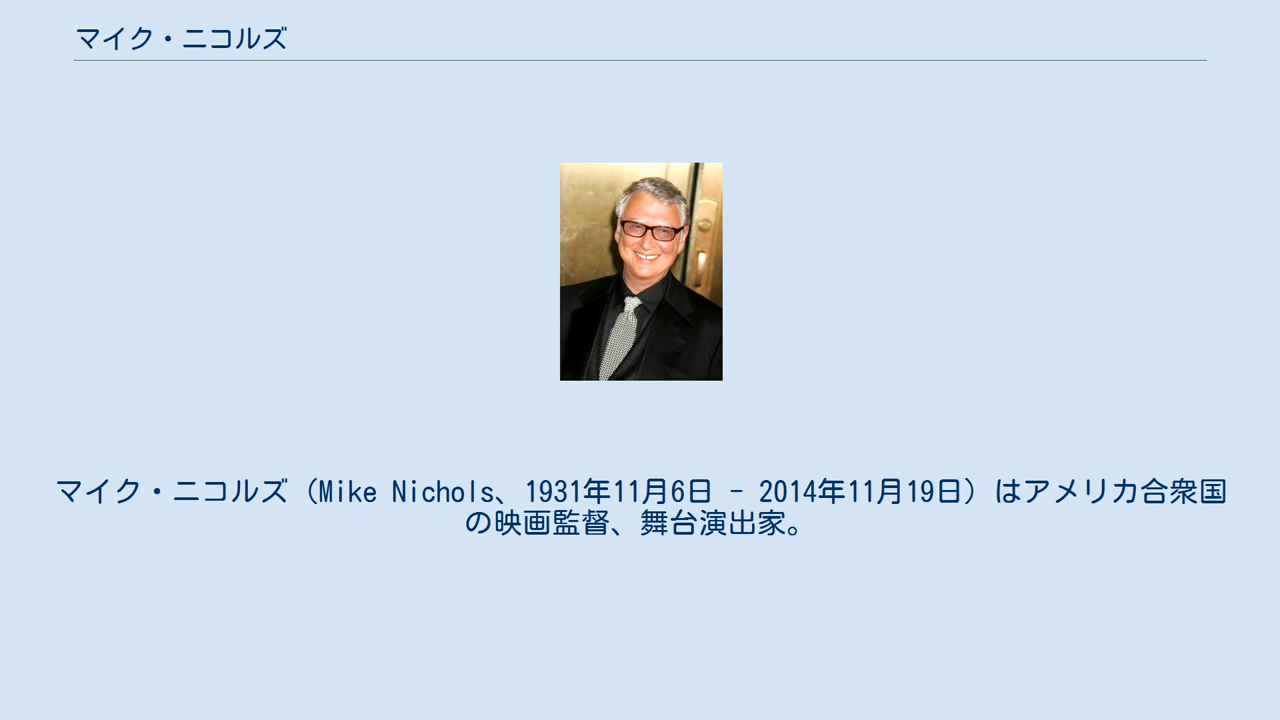 マイク・ニコルズ
マイク・ニコルズ（Mike Nichols、1931年11月6日 - 2014年11月19日）はアメリカ合衆国
の映画監督、舞台演出家。